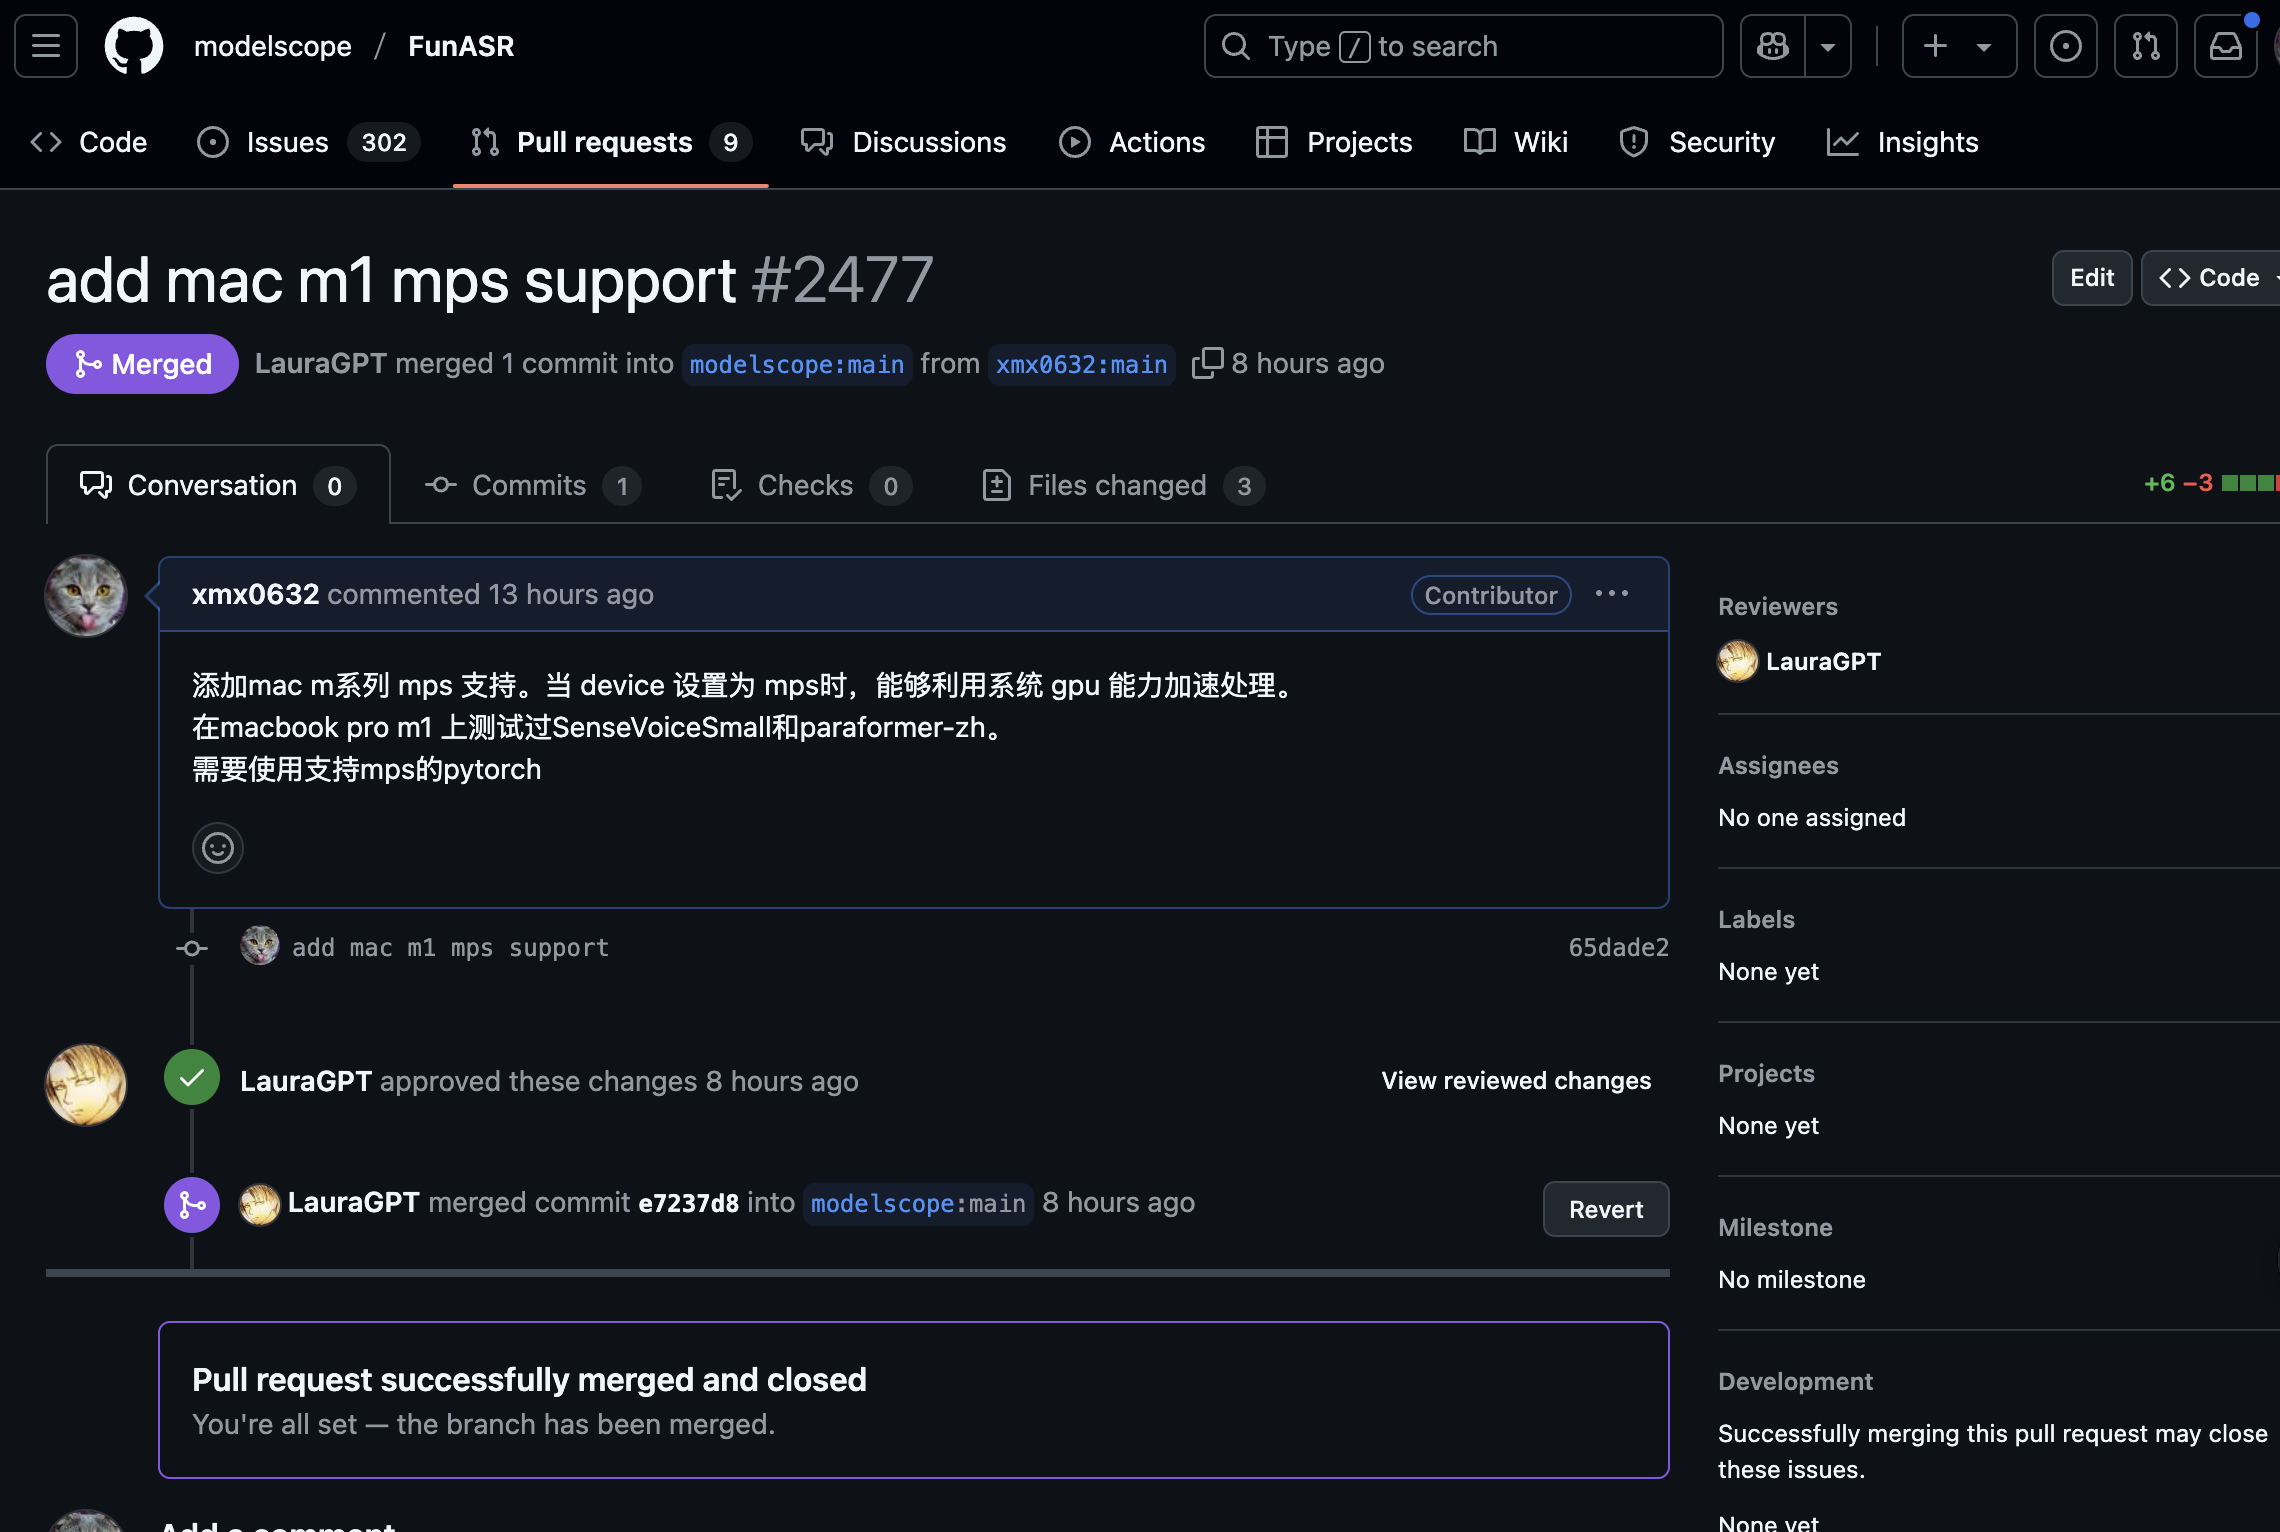 modelscope / FunASR
Type / to search
Code
Issues 302
Pull requests 9
Discussions
Actions
Projects
Wiki
Security
Insights
add mac m1 mps support #2477
Edit
Code
Merged
LauraGPT merged 1 commit into modelscope:main from xmx0632:main 8 hours ago
Conversation 0
Commits 1
Checks 0
Files changed 3
+6 −3
xmx0632 commented 13 hours ago
Contributor
添加mac m系列 mps 支持。当 device 设置为 mps时，能够利用系统 gpu 能力加速处理。
在macbook pro m1 上测试过SenseVoiceSmall和paraformer-zh。
需要使用支持mps的pytorch
add mac m1 mps support
65dade2
LauraGPT approved these changes 8 hours ago
View reviewed changes
LauraGPT merged commit e7237d8 into modelscope:main 8 hours ago
Revert
Pull request successfully merged and closed
You're all set — the branch has been merged.
Add a comment
Reviewers
LauraGPT
Assignees
No one assigned
Labels
None yet
Projects
None yet
Milestone
No milestone
Development
Successfully merging this pull request may close
these issues.
None yet